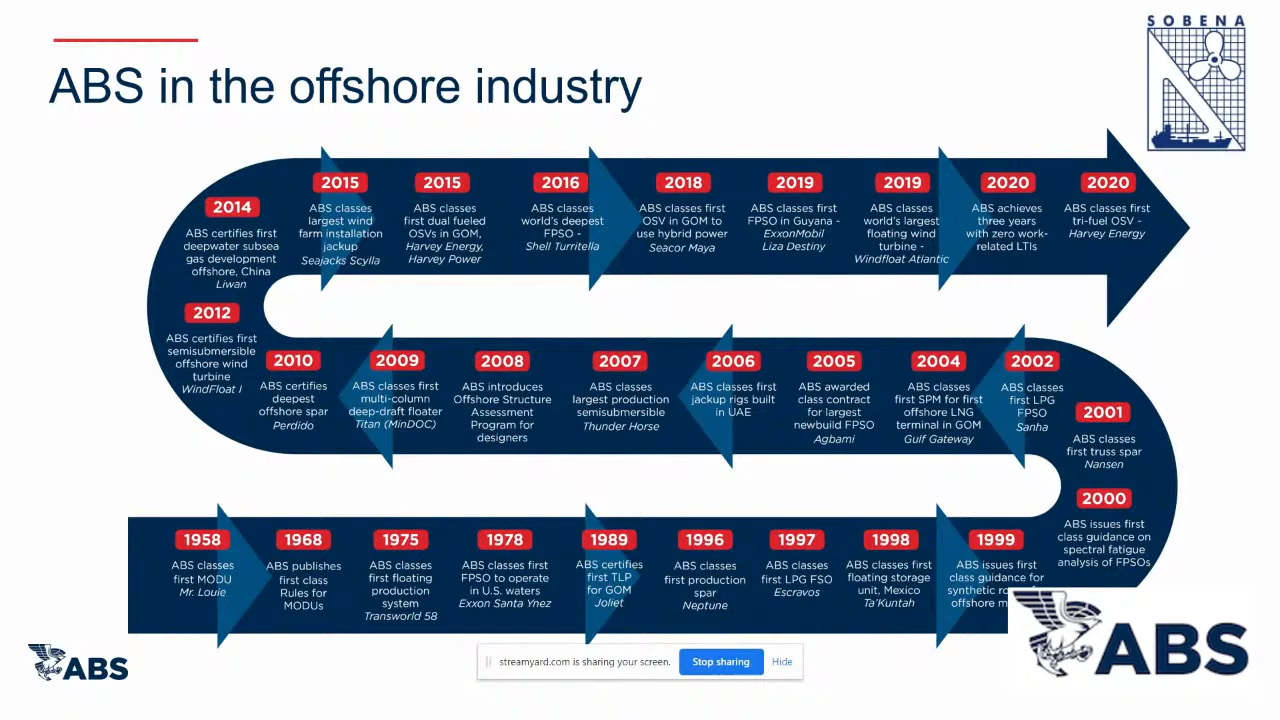 SOBENA
ABS in the offshore industry
2015
ABS classes
largest wind
farm installation
jackup
Seajacks Scylla
2015
ABS classes
first dual fueled
OSVs in GOM,
Harvey Energy,
Harvey Power
2016
ABS classes
world's deepest
FPSO -
Shell Turritella
2018
ABS classes first
OSV in GOM to
use hybrid power
Seacor Maya
2019
ABS classes first
FPSO in Guyana -
ExxonMobil
Liza Destiny
2019
ABS classes
world's largest
floating wind
turbine -
Windfloat Atlantic
2020
ABS achieves
three years
with zero work-
related LTIs
2020
ABS classes first
tri-fuel OSV -
Harvey Energy
2014
ABS certifies first
deepwater subsea
gas development
offshore, China
Liwan
2012
ABS certifies first
semisubmersible
offshore wind
turbine
WindFloat I
2010
ABS certifies
deepest
offshore spar
Perdido
2009
ABS classes first
multi-column
deep-draft floater
Titan (MinDOC)
2008
ABS introduces
Offshore Structure
Assessment
Program for
designers
2007
ABS classes
largest production
semisubmersible
Thunder Horse
2006
ABS classes first
jackup rigs built
in UAE
2005
ABS awarded
class contract
for largest
newbuild FPSO
Agbami
2004
ABS classes
first SPM for first
offshore LNG
terminal in GOM
Gulf Gateway
2002
ABS classes
first LPG
FPSO
Sanha
2001
ABS classes
first truss spar
Nansen
2000
ABS issues first
class guidance on
spectral fatigue
analysis of FPSOs
1958
ABS classes
first MODU
Mr. Louie
1968
ABS publishes
first class
Rules for
MODUs
1975
ABS classes
first floating
production
system
Transworld 58
1978
ABS classes first
FPSO to operate
in U.S. waters
Exxon Santa Ynez
1989
ABS certifies
first TLP
for GOM
Joliet
1996
ABS classes
first production
spar
Neptune
1997
ABS classes
first LPG FSO
Escravos
1998
ABS classes first
floating storage
unit, Mexico
Ta'Kuntah
1999
ABS issues first
class guidance for
synthetic
offshore
ABS
streamyard.com is sharing your screen.
Stop sharing
Hide
ABS